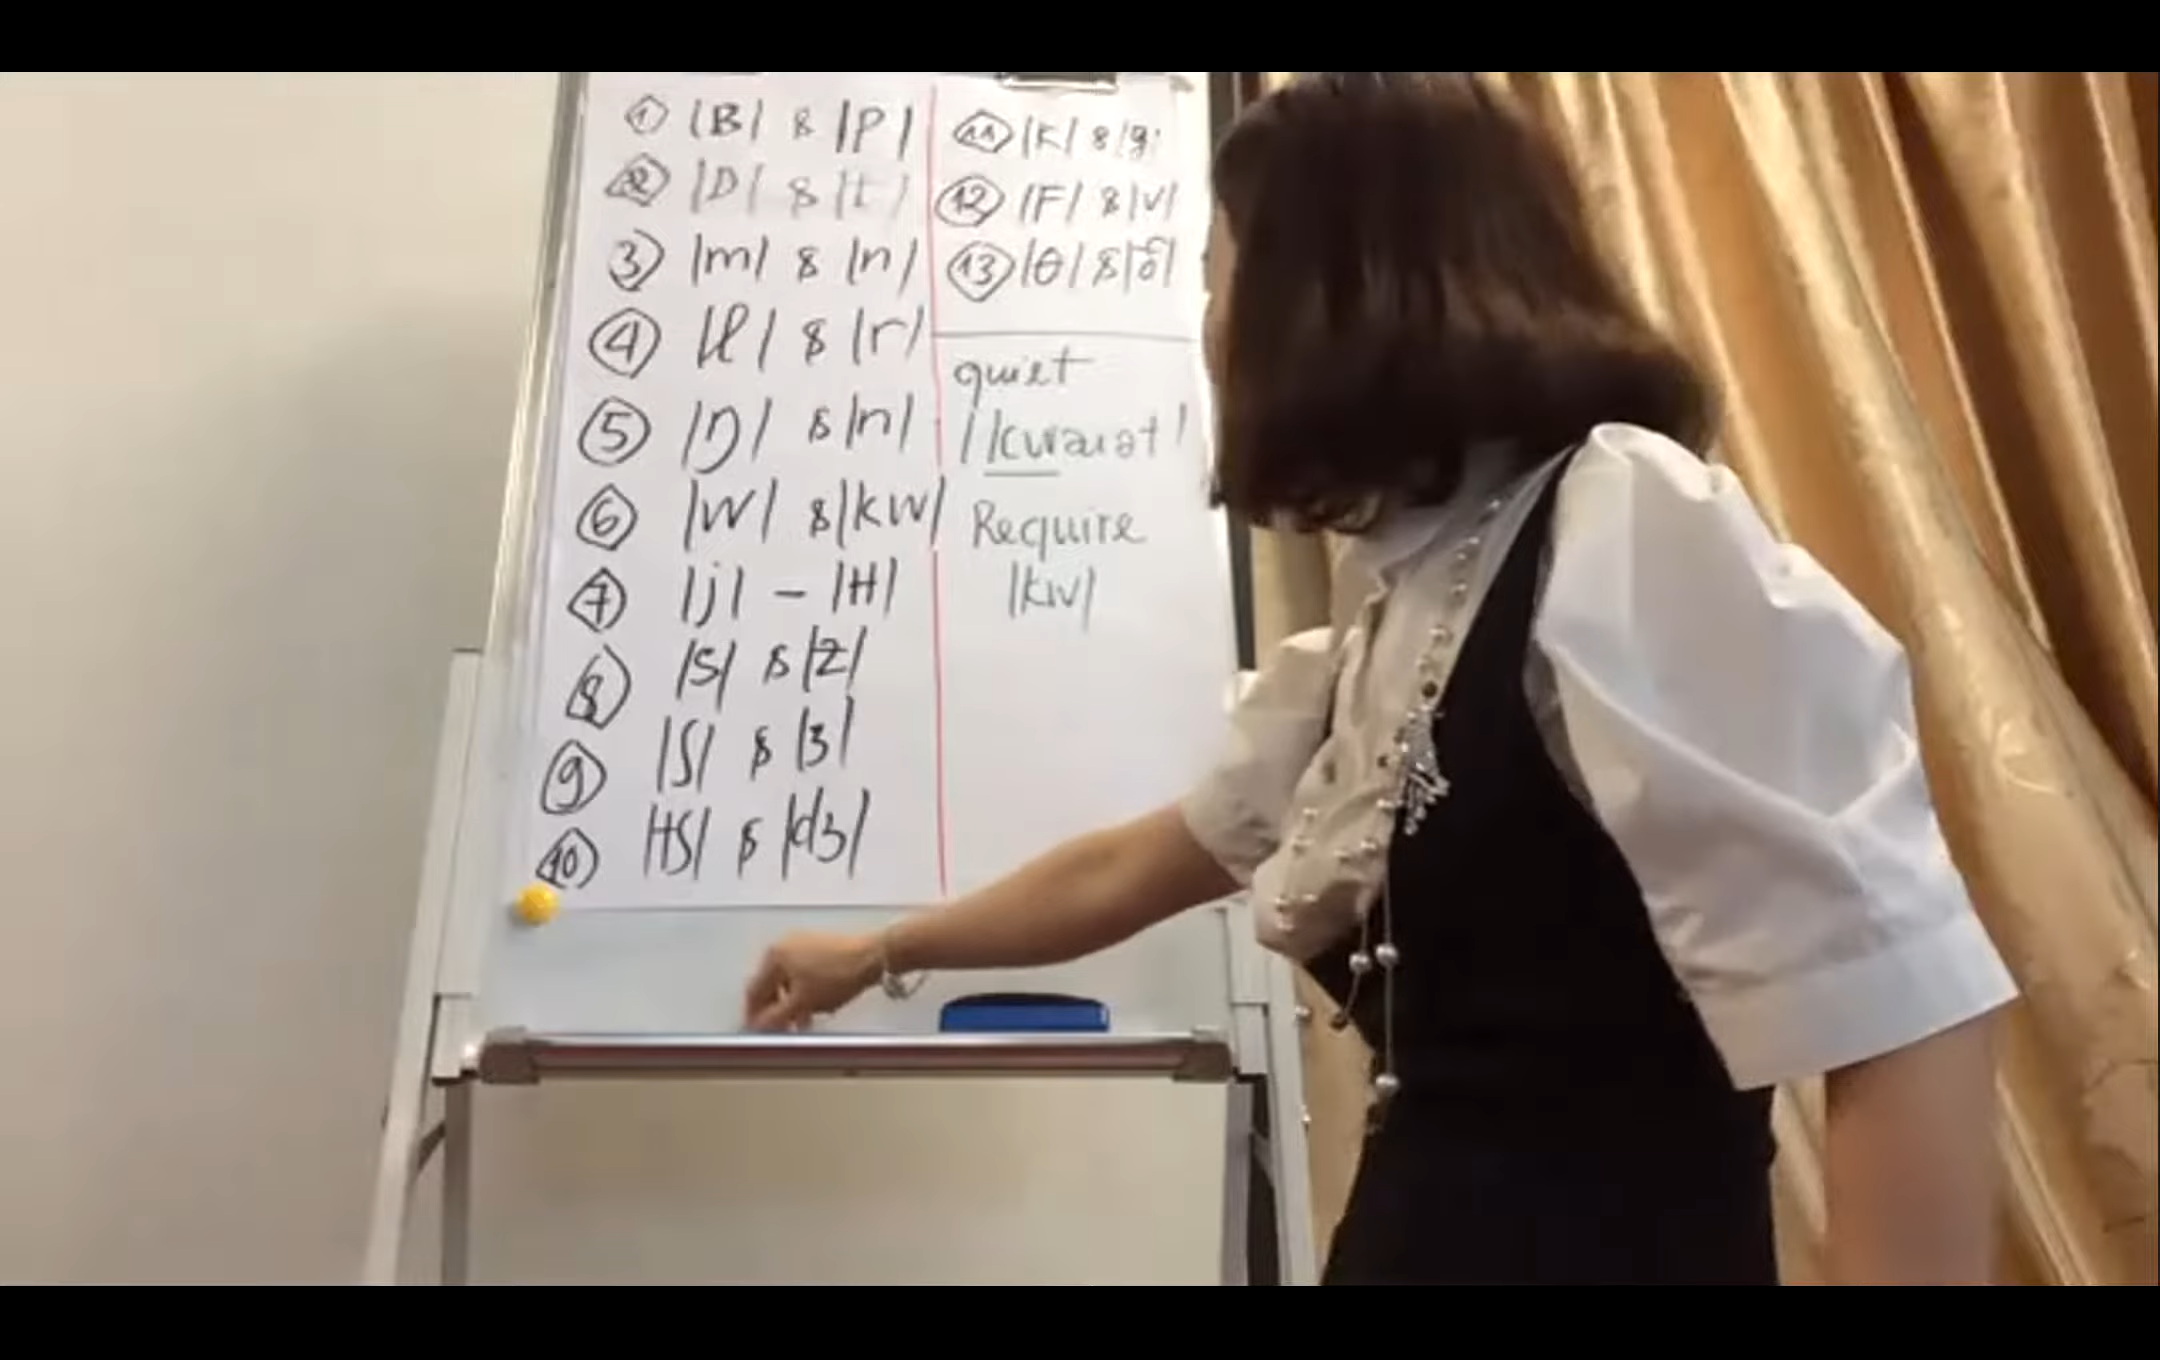 1 /B/ & /P/
2 /D/ & /t/
3 /m/ & /n/
4 /l/ & /r/
5 /ŋ/ & /n/
6 /w/ & /kw/
7 /j/ - /H/
8 /s/ & /z/
9 /ʃ/ & /ʒ/
10 /tʃ/ & /dʒ/
11 /K/ & /g/
12 /F/ & /v/
13 /θ/ & /ð/
quiet
/ˈkwaɪət/
Require
/kw/